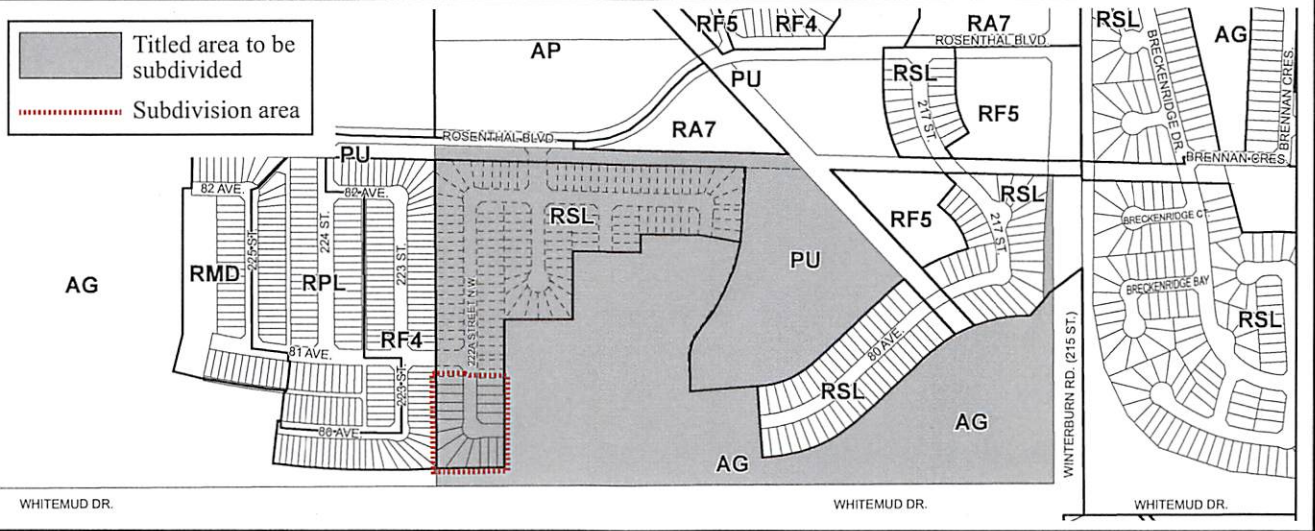 Titled area to be
subdivided
Subdivision area
RF5
RF4
RA7
RSL
AG
AP
ROSENTHAL BLVD.
BRECKENRIDGE DR.
BRENNAN CRES.
PU
RSL
217 ST.
RF5
RA7
ROSENTHAL BLVD.
PU
BRENNAN CRES.
82 AVE.
82 AVE.
RSL
RSL
RF5
217 ST.
BRECKENRIDGE CT.
225 ST.
224 ST.
223 ST.
AG
RMD
RPL
PU
BRECKENRIDGE BAY
222A STREET N.W.
RF4
RSL
81 AVE.
80 AVE.
WINTERBURN RD. (215 ST.)
223 ST.
RSL
80 AVE.
AG
AG
WHITEMUD DR.
WHITEMUD DR.
WHITEMUD DR.